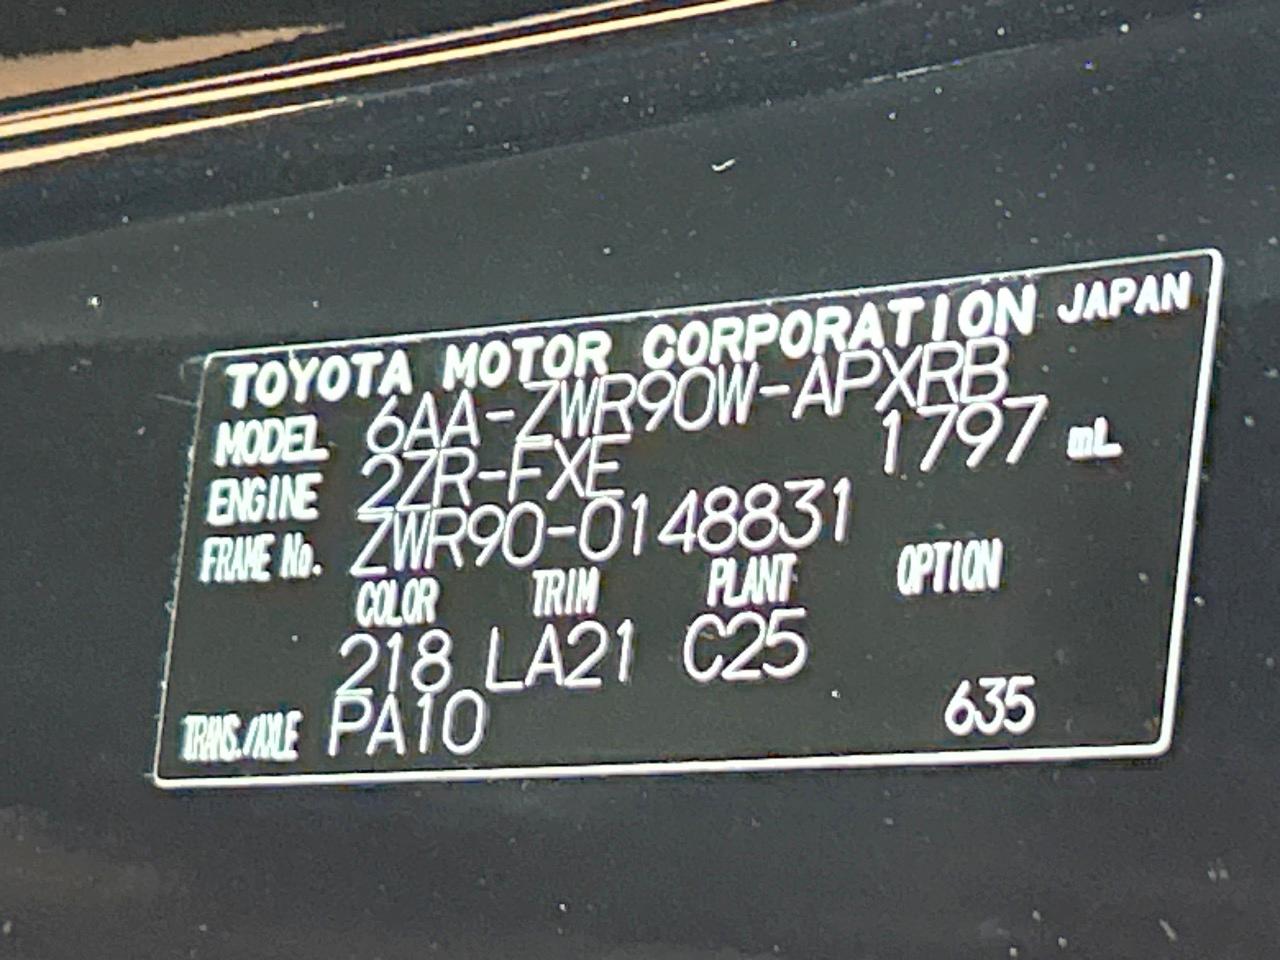 TOYOTA MOTOR CORPORATION JAPAN
MODEL 6AA-ZWR90W-APXRB
ENGINE 2ZR-FXE 1797 mL
FRAME No. ZWR90-0148831
COLOR TRIM PLANT OPTION
218 LA21 C25
TRANS./AXLE PA10 635